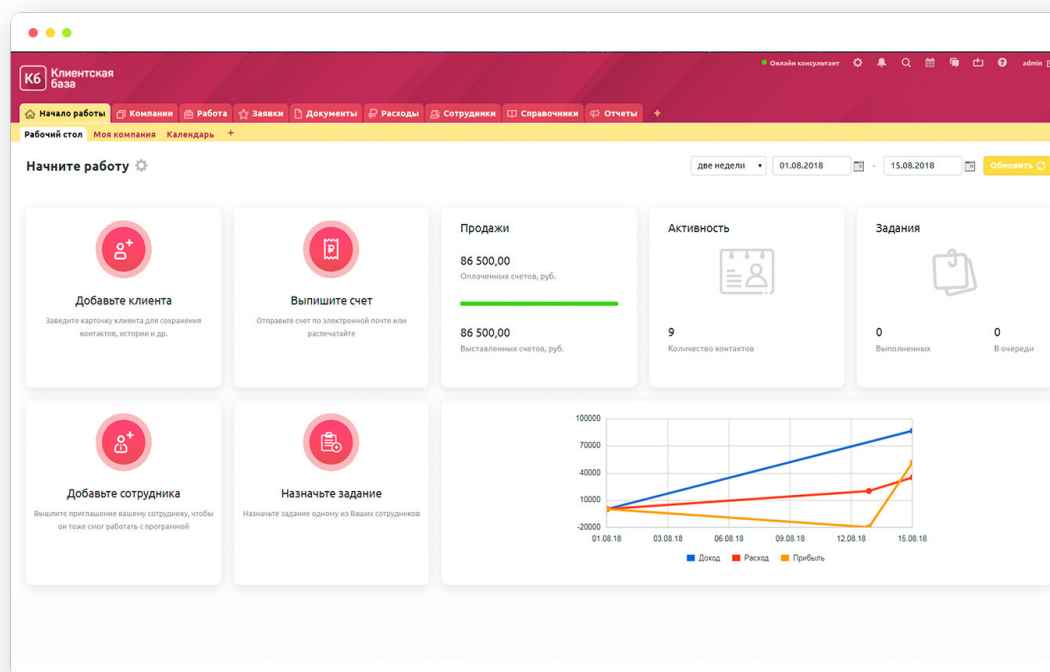 Кб Клиентская
база
Онлайн консультант
admin
Начало работы Компании Работа Заявки Документы Расходы Сотрудники Справочники Отчеты +
Рабочий стол Моя компания Календарь +
Начните работу
две недели 01.08.2018 - 15.08.2018 Обновить
Добавьте клиента
Заведите карточку клиента для сохранения
контактов, истории и др.
Выпишите счет
Отправьте счет по электронной почте или
распечатайте
Продажи
86 500,00
Оплаченных счетов, руб.
86 500,00
Выставленных счетов, руб.
Активность
9
Количество контактов
Задания
0 0
Выполненных В очереди
Добавьте сотрудника
Вышлите приглашение вашему сотруднику, чтобы
он тоже смог работать с программой
Назначьте задание
Назначьте задание одному из Ваших сотрудников
100000
70000
40000
10000
-20000
01.08.18 03.08.18 06.08.18 09.08.18 12.08.18 15.08.18
Доход Расход Прибыль